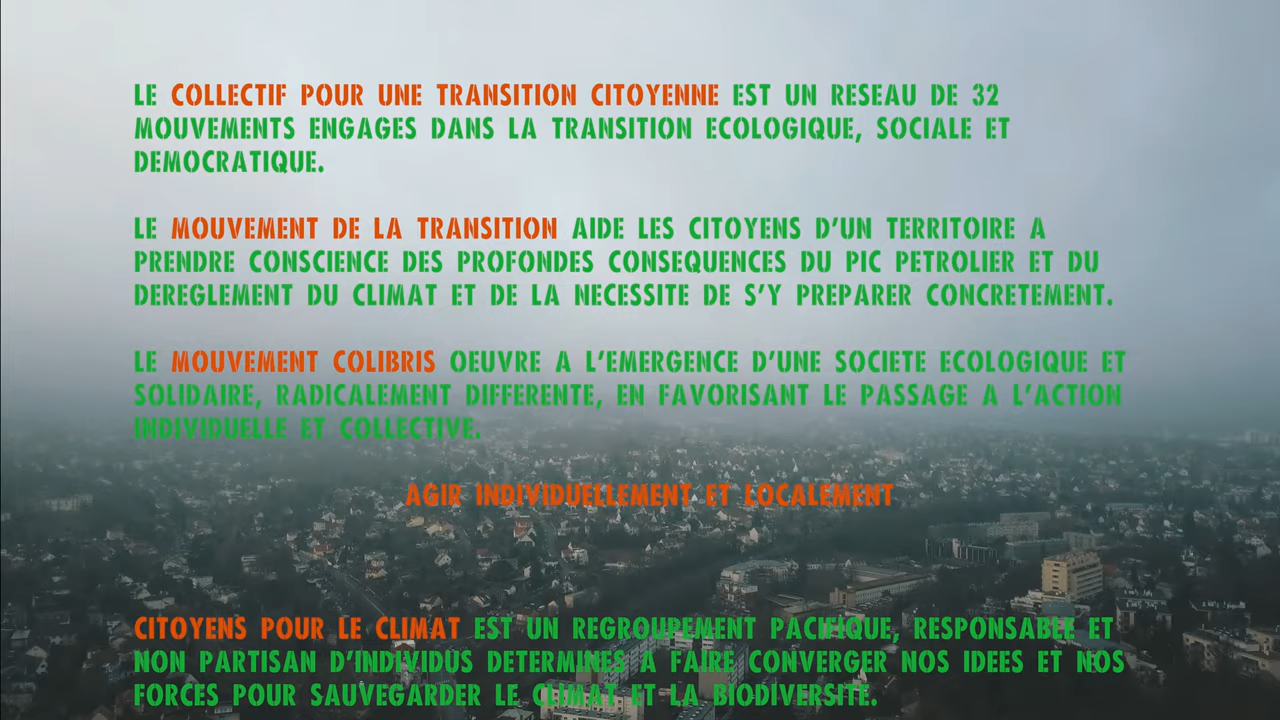 LE COLLECTIF POUR UNE TRANSITION CITOYENNE EST UN RESEAU DE 32
MOUVEMENTS ENGAGES DANS LA TRANSITION ECOLOGIQUE, SOCIALE ET
DEMOCRATIQUE.
LE MOUVEMENT DE LA TRANSITION AIDE LES CITOYENS D'UN TERRITOIRE A
PRENDRE CONSCIENCE DES PROFONDES CONSEQUENCES DU PIC PETROLIER ET DU
DEREGLEMENT DU CLIMAT ET DE LA NECESSITE DE S'Y PREPARER CONCRETEMENT.
LE MOUVEMENT COLIBRIS OEUVRE A L'EMERGENCE D'UNE SOCIETE ECOLOGIQUE ET
SOLIDAIRE, RADICALEMENT DIFFERENTE, EN FAVORISANT LE PASSAGE A L'ACTION
INDIVIDUELLE ET COLLECTIVE.
AGIR INDIVIDUELLEMENT ET LOCALEMENT
CITOYENS POUR LE CLIMAT EST UN REGROUPEMENT PACIFIQUE, RESPONSABLE ET
NON PARTISAN D'INDIVIDUS DETERMINES A FAIRE CONVERGER NOS IDEES ET NOS
FORCES POUR SAUVEGARDER LE CLIMAT ET LA BIODIVERSITE.